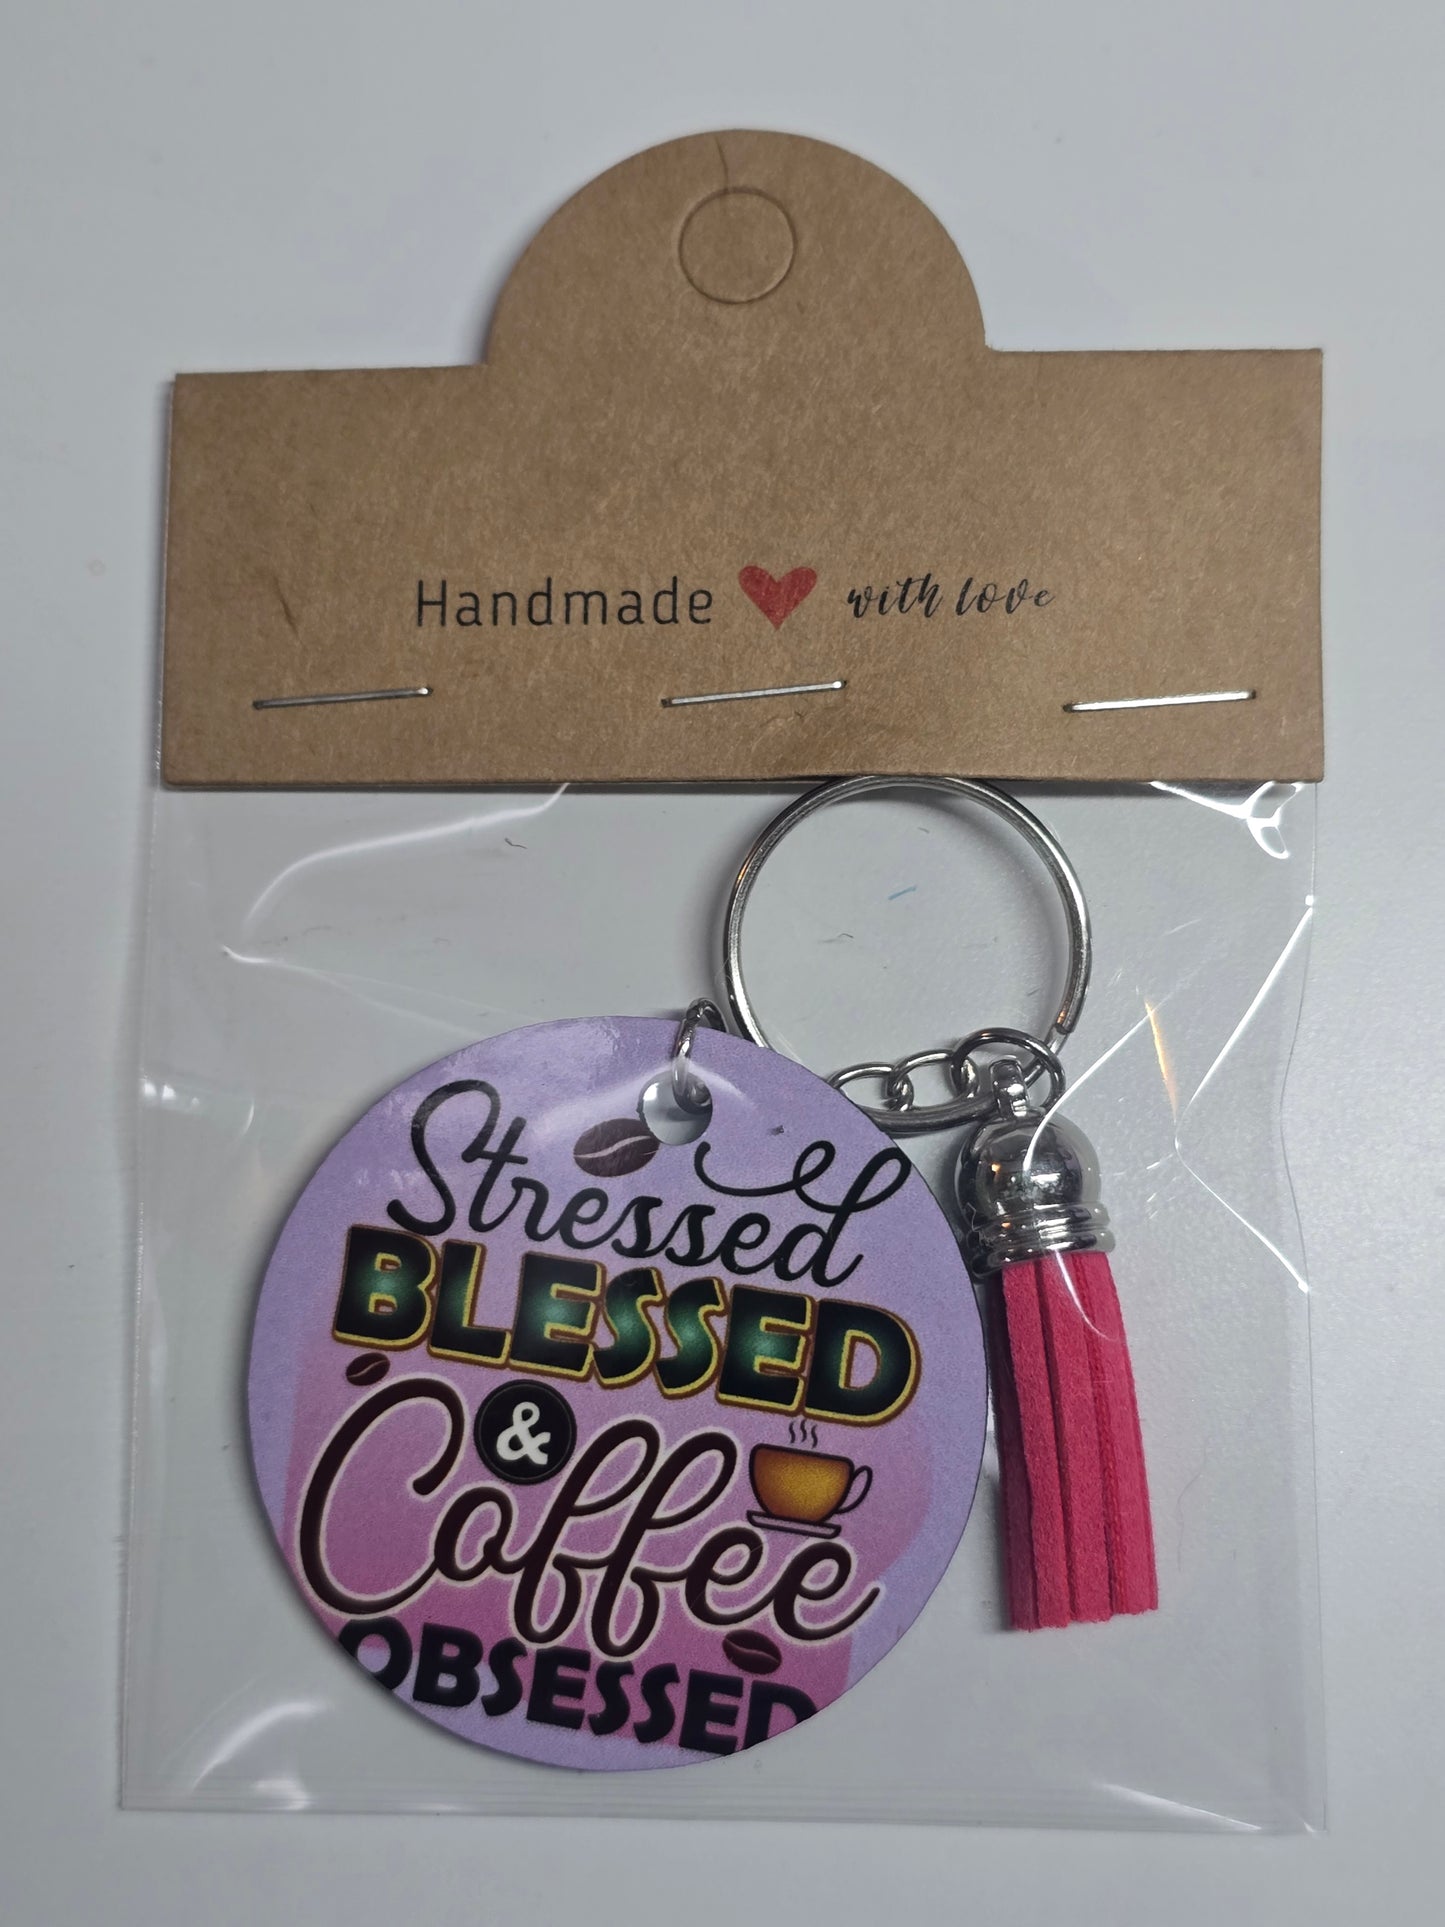 Handmade with love
Stressed
BLESSED
&
Coffee
OBSESSED